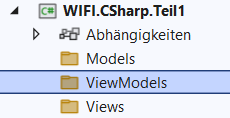 C# WIFI.CSharp.Teil1
Abhängigkeiten
Models
ViewModels
Views